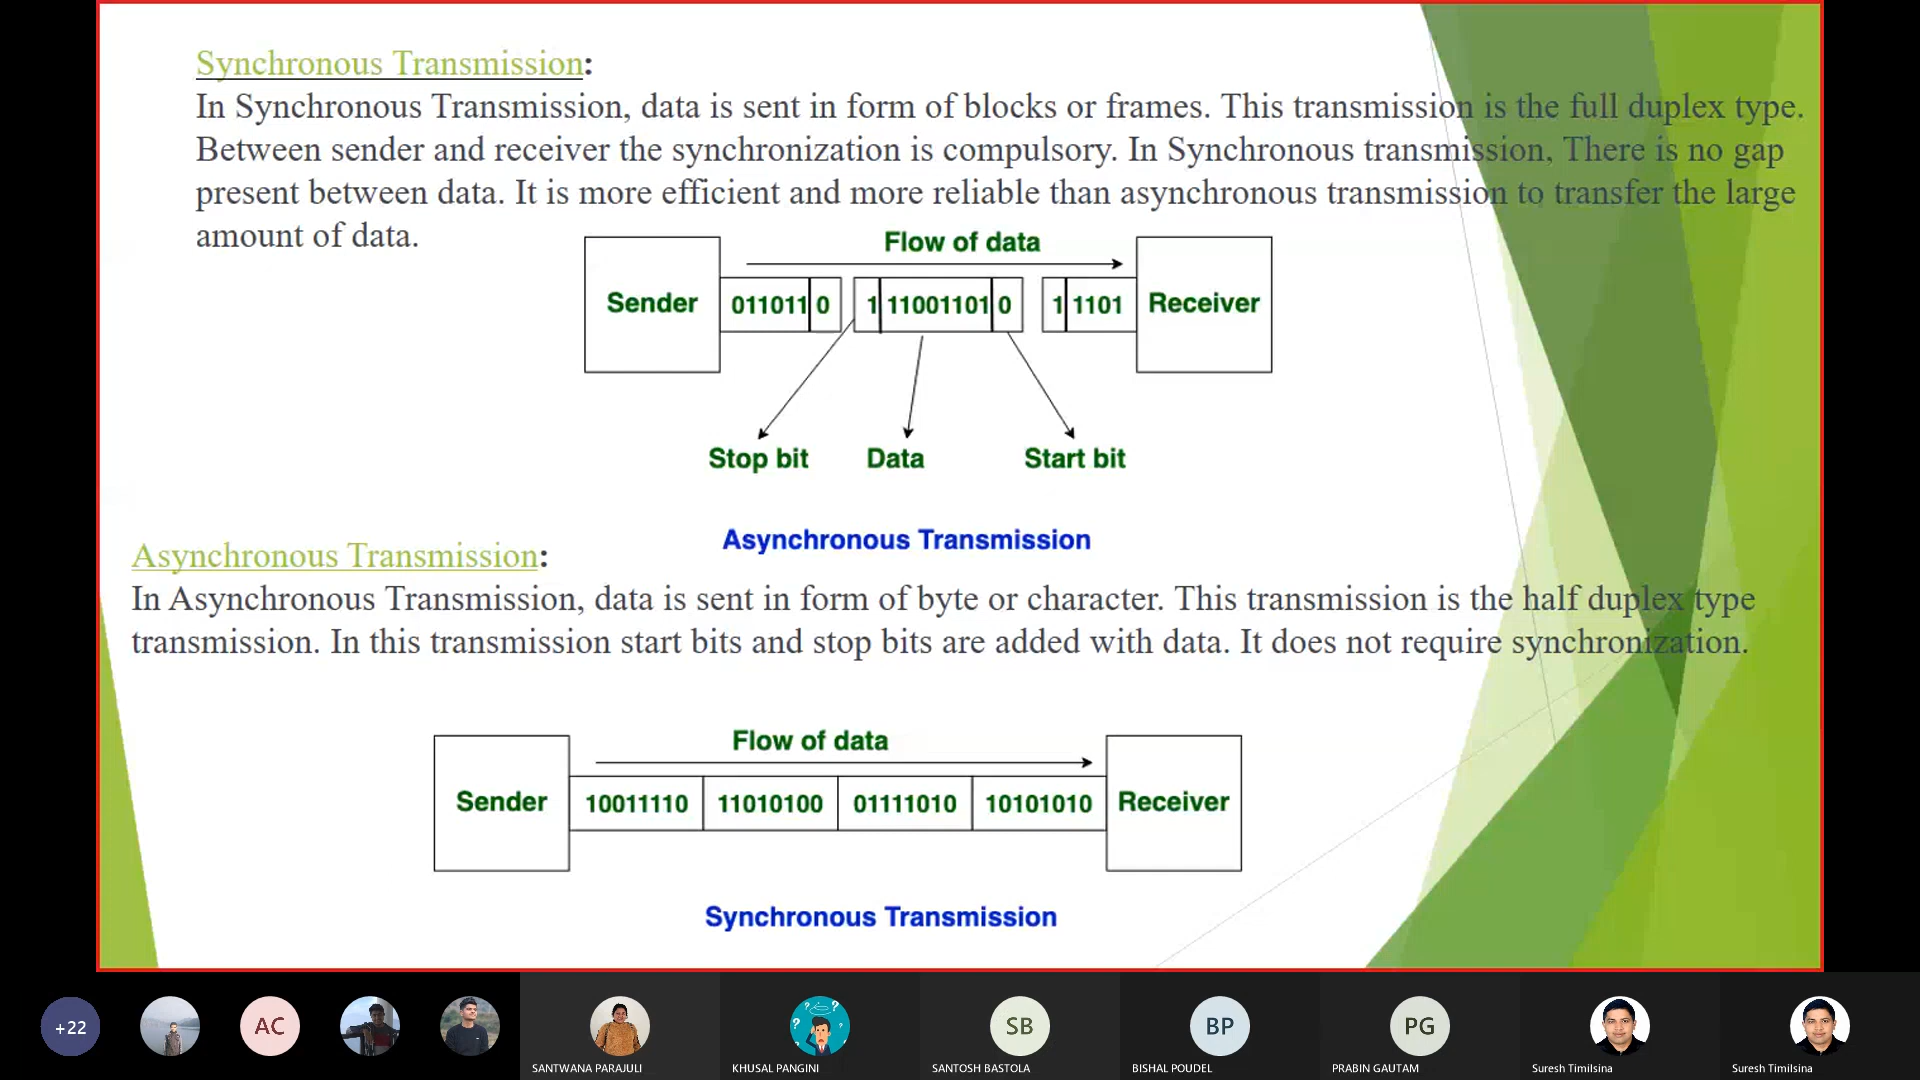 Synchronous Transmission:
In Synchronous Transmission, data is sent in form of blocks or frames. This transmission is the full duplex type.
Between sender and receiver the synchronization is compulsory. In Synchronous transmission, There is no gap
present between data. It is more efficient and more reliable than asynchronous transmission to transfer the large
amount of data.
Flow of data
Sender 011011 0 1 11001101 0 1 1101 Receiver
Stop bit Data Start bit
Asynchronous Transmission
Asynchronous Transmission:
In Asynchronous Transmission, data is sent in form of byte or character. This transmission is the half duplex type
transmission. In this transmission start bits and stop bits are added with data. It does not require synchronization.
Flow of data
Sender 10011110 11010100 01111010 10101010 Receiver
Synchronous Transmission
+22 AC SB BP PG
SANTWANA PARAJULI KHUSAL PANGINI SANTOSH BASTOLA BISHAL POUDEL PRABIN GAUTAM Suresh Timilsina Suresh Timilsina